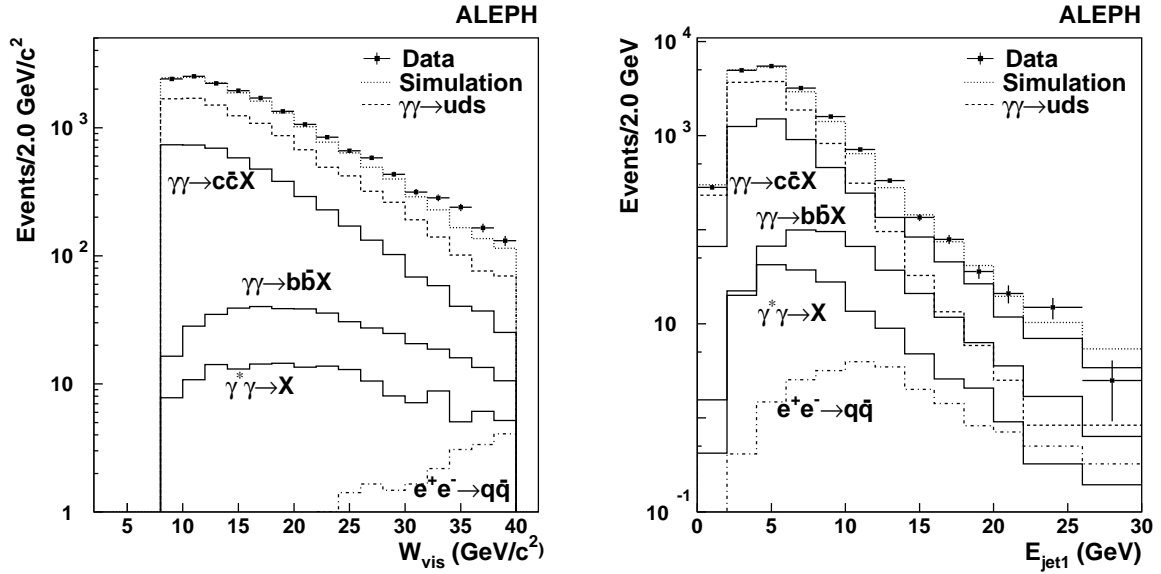 ALEPH
Events/2.0 GeV/c²
10³
10²
10
1
Data
Simulation
γγ→uds
γγ→cc̄X
γγ→bb̄X
γ*γ→X
e⁺e⁻→qq̄
5 10 15 20 25 30 35 40
W_vis (GeV/c²)
ALEPH
Events/2.0 GeV
10⁴
10³
10
10⁻¹
Data
Simulation
γγ→uds
γγ→cc̄X
γγ→bb̄X
γ*γ→X
e⁺e⁻→qq̄
0 5 10 15 20 25 30
E_jet1 (GeV)